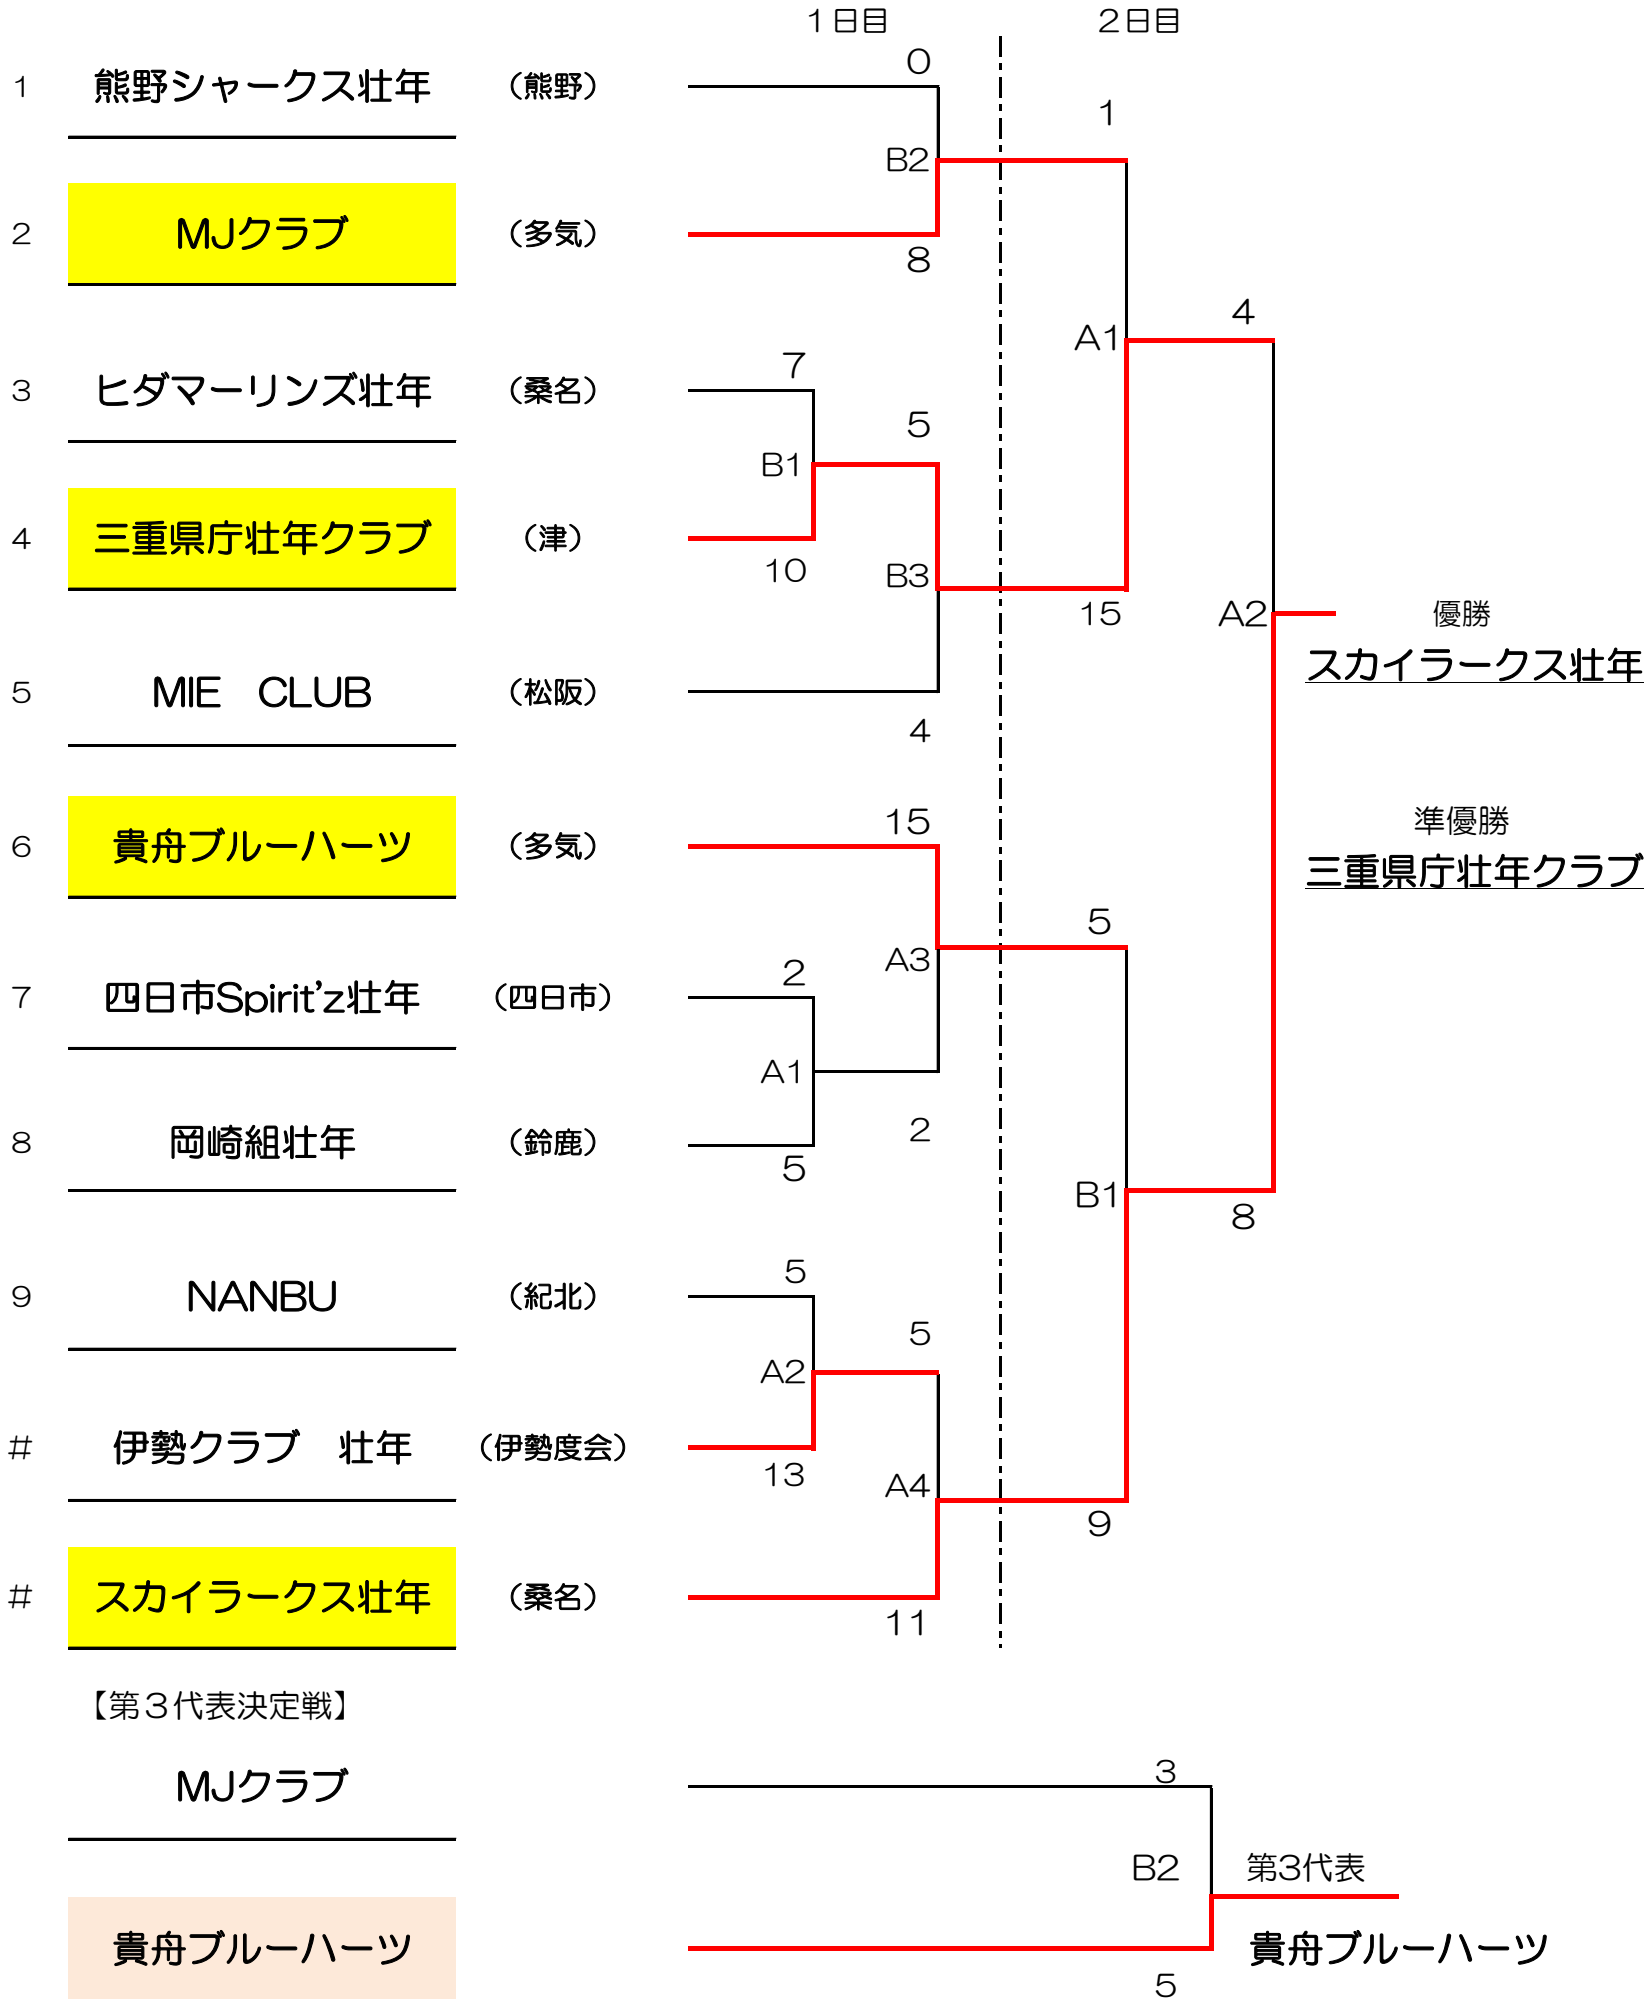 １日目
２日目
0
1 熊野シャークス壮年 （熊野）
1
B2
2 MJクラブ （多気）
8
4
A1
7
3 ヒダマーリンズ壮年 （桑名）
5
B1
4 三重県庁壮年クラブ （津）
10
B3
15
A2
優勝
スカイラークス壮年
5 MIE　CLUB （松阪）
4
15
準優勝
6 貴舟ブルーハーツ （多気）
三重県庁壮年クラブ
5
A3
2
7 四日市Spirit’z壮年 （四日市）
A1
2
8 岡崎組壮年 （鈴鹿）
5
B1
8
5
9 NANBU （紀北）
5
A2
# 伊勢クラブ　壮年 （伊勢度会）
13
A4
9
# スカイラークス壮年 （桑名）
11
【第３代表決定戦】
3
MJクラブ
B2
第3代表
貴舟ブルーハーツ
貴舟ブルーハーツ
5